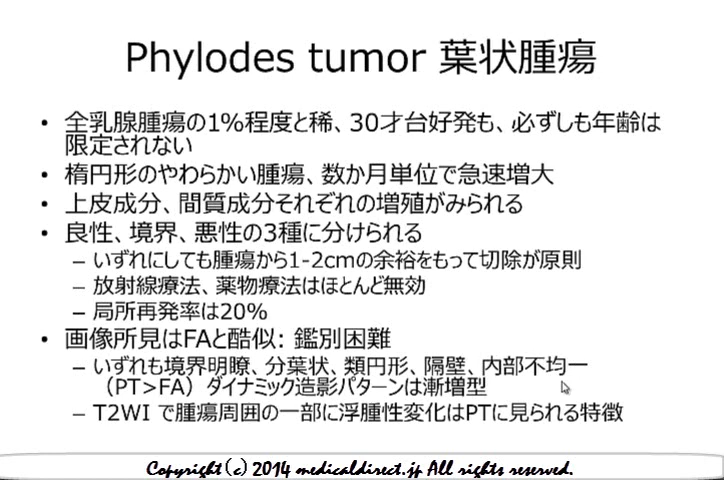 Phylodes tumor 葉状腫瘍
• 全乳腺腫瘍の1%程度と稀、30才台好発も、必ずしも年齢は
限定されない
• 楕円形のやわらかい腫瘍、数か月単位で急速増大
• 上皮成分、間質成分それぞれの増殖がみられる
• 良性、境界、悪性の3種に分けられる
– いずれにしても腫瘍から1-2cmの余裕をもって切除が原則
– 放射線療法、薬物療法はほとんど無効
– 局所再発率は20%
• 画像所見はFAと酷似: 鑑別困難
– いずれも境界明瞭、分葉状、類円形、隔壁、内部不均一
（PT>FA）ダイナミック造影パターンは漸増型
– T2WI で腫瘍周囲の一部に浮腫性変化はPTに見られる特徴
Copyright (c) 2014 medicaldirect.jp All rights reserved.